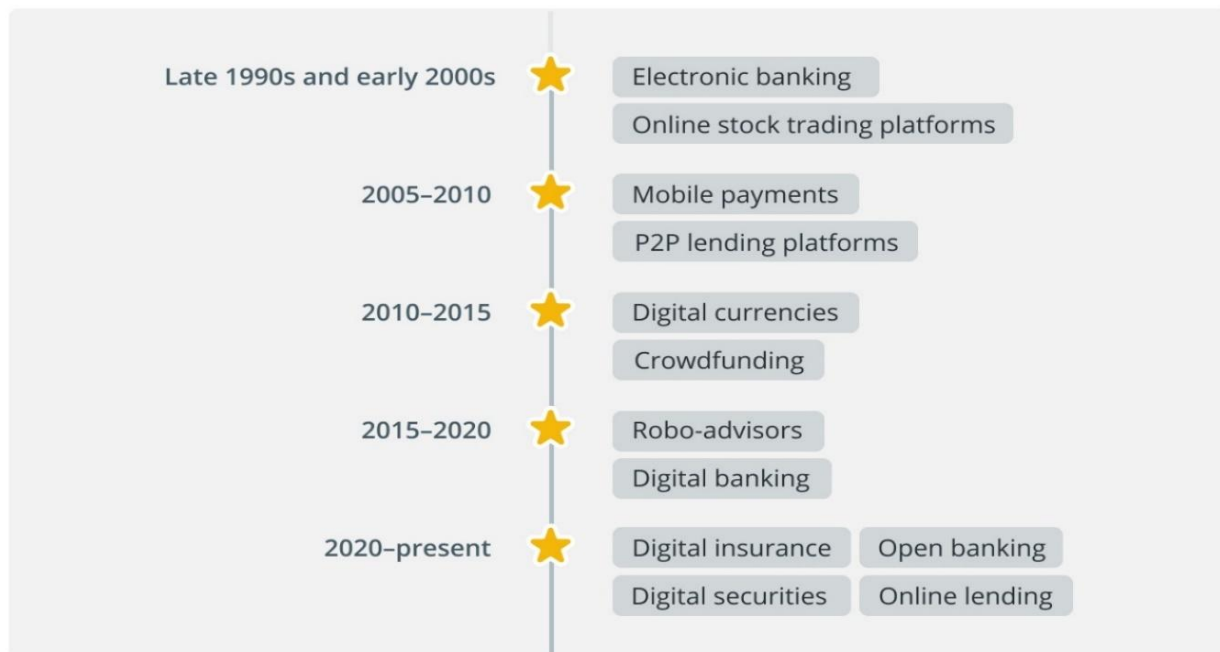 Late 1990s and early 2000s
Electronic banking
Online stock trading platforms
2005–2010
Mobile payments
P2P lending platforms
2010–2015
Digital currencies
Crowdfunding
2015–2020
Robo-advisors
Digital banking
2020–present
Digital insurance Open banking
Digital securities Online lending